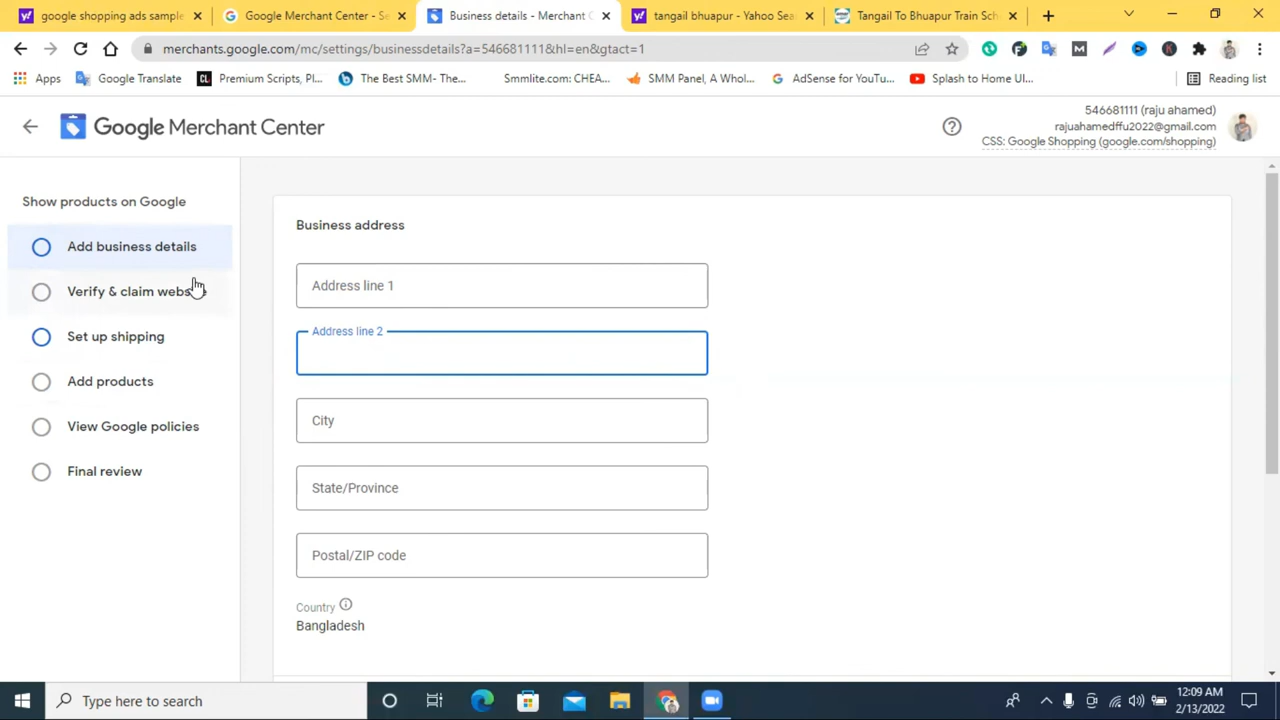 google shopping ads sample
Google Merchant Center - Se
Business details - Merchant C
tangail bhuapur - Yahoo Sea
Tangail To Bhuapur Train Sch
merchants.google.com/mc/settings/businessdetails?a=546681111&hl=en&gtact=1
Apps
Google Translate
Premium Scripts, Pl...
The Best SMM- The...
Smmlite.com: CHEA...
SMM Panel, A Whol...
AdSense for YouTu...
Splash to Home UI...
Reading list
Google Merchant Center
546681111 (raju ahamed)
rajuahamedffu2022@gmail.com
CSS: Google Shopping (google.com/shopping)
Show products on Google
Add business details
Verify & claim website
Set up shipping
Add products
View Google policies
Final review
Business address
Address line 1
Address line 2
City
State/Province
Postal/ZIP code
Country
Bangladesh
Type here to search
12:09 AM
2/13/2022